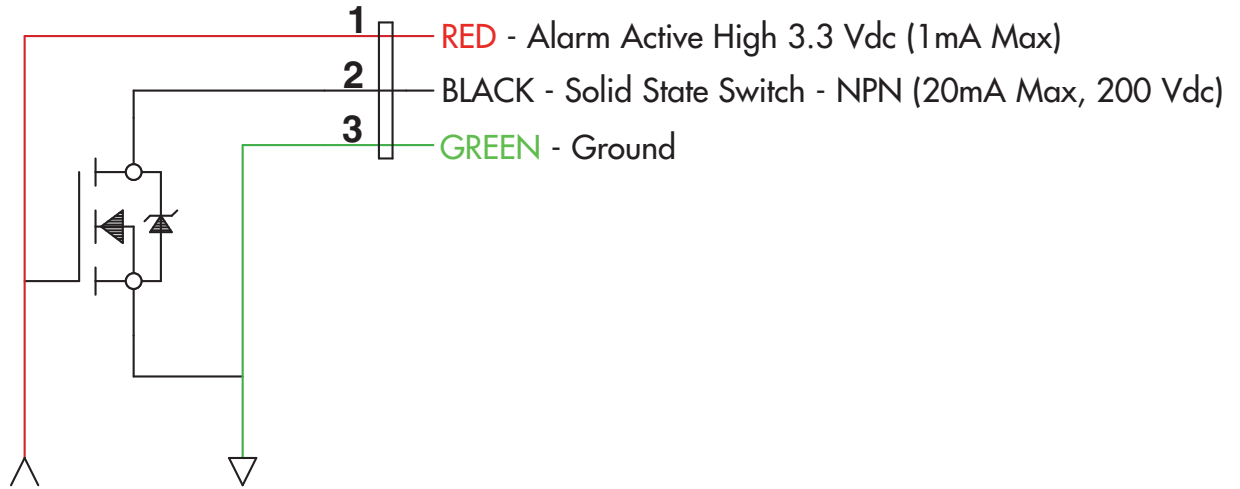 1 RED - Alarm Active High 3.3 Vdc (1mA Max)
2 BLACK - Solid State Switch - NPN (20mA Max, 200 Vdc)
3 GREEN - Ground